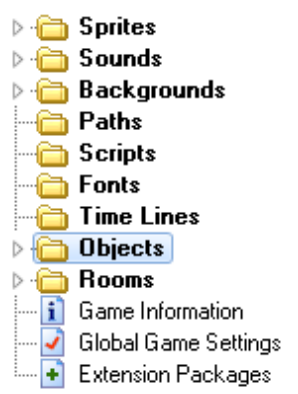 Sprites
Sounds
Backgrounds
Paths
Scripts
Fonts
Time Lines
Objects
Rooms
Game Information
Global Game Settings
Extension Packages